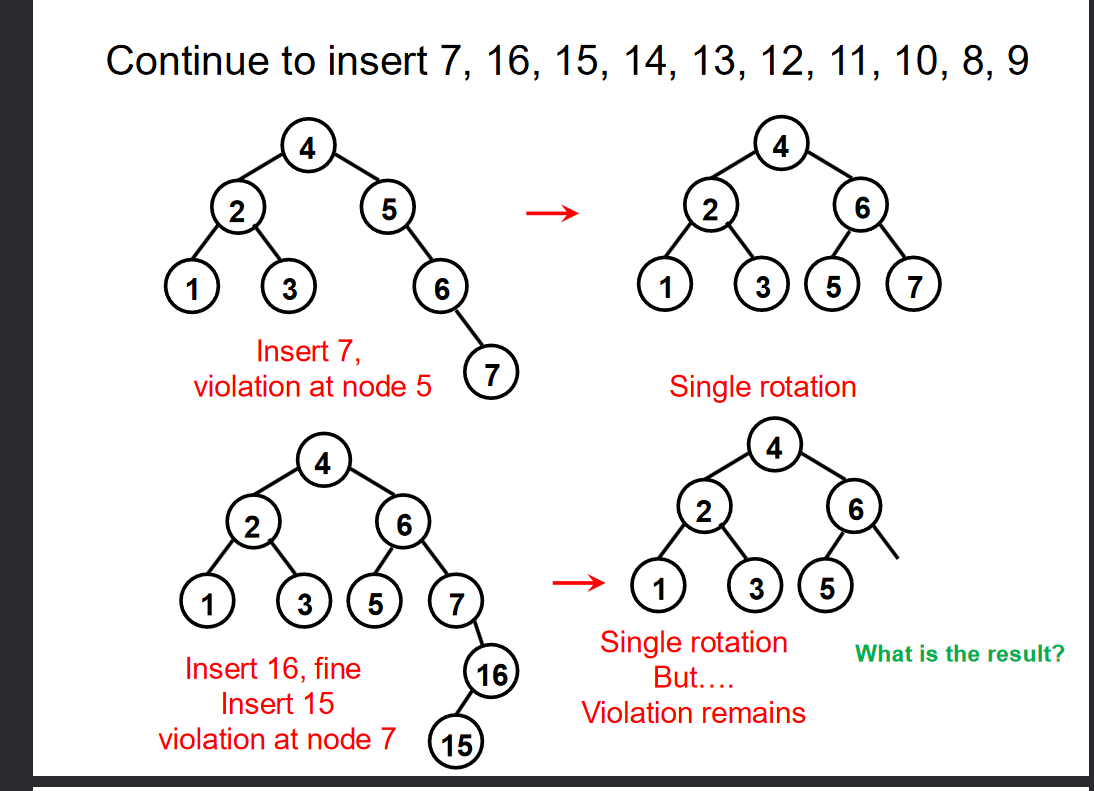 Continue to insert 7, 16, 15, 14, 13, 12, 11, 10, 8, 9
4
2 5
1 3 6
7
Insert 7,
violation at node 5
4
2 6
1 3 5 7
Single rotation
4
2 6
1 3 5 7
16
15
Insert 16, fine
Insert 15
violation at node 7
4
2 6
1 3 5
Single rotation
But....
Violation remains
What is the result?